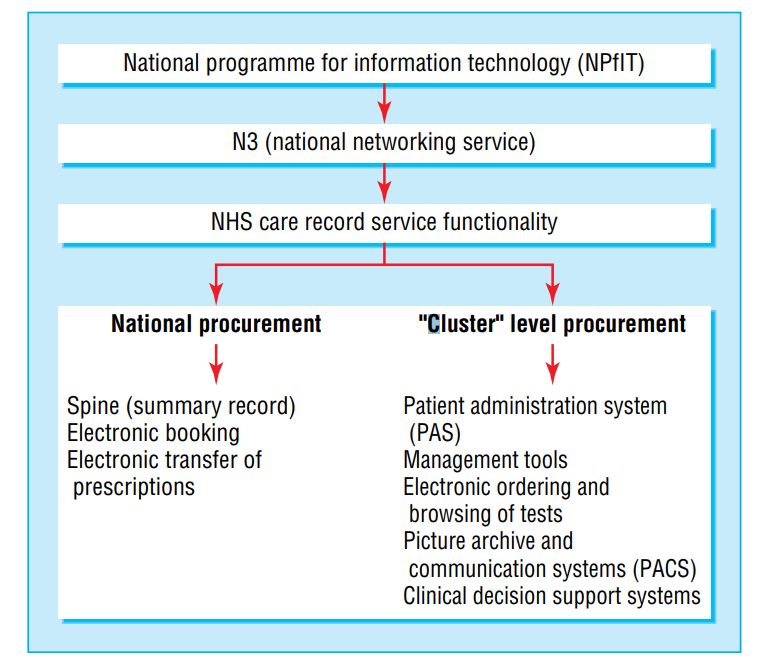 National programme for information technology (NPfIT)
N3 (national networking service)
NHS care record service functionality
National procurement
Spine (summary record)
Electronic booking
Electronic transfer of
prescriptions
"Cluster" level procurement
Patient administration system
(PAS)
Management tools
Electronic ordering and
browsing of tests
Picture archive and
communication systems (PACS)
Clinical decision support systems